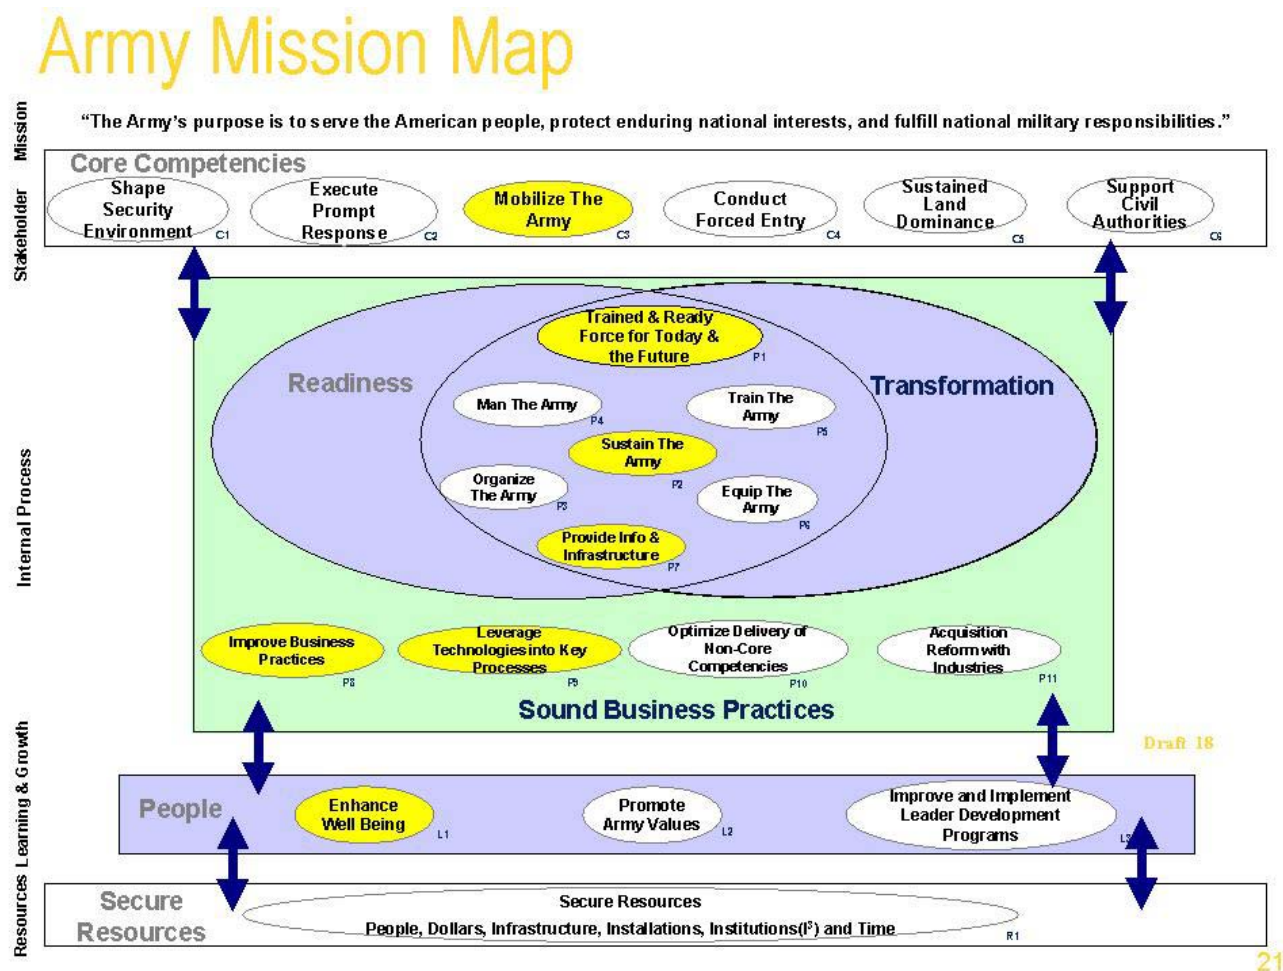 Army Mission Map
Mission
“The Army’s purpose is to serve the American people, protect enduring national interests, and fulfill national military responsibilities.”
Stakeholder
Core Competencies
Shape
Security
Environment
C1
Execute
Prompt
Response
C2
Mobilize The
Army
C3
Conduct
Forced Entry
C4
Sustained
Land
Dominance
C5
Support
Civil
Authorities
C6
Internal Process
Readiness
Transformation
Trained & Ready
Force for Today &
the Future
P1
Man The Army
P4
Train The
Army
P5
Sustain The
Army
P2
Organize
The Army
P3
Equip The
Army
P6
Provide Info &
Infrastructure
P7
Improve Business
Practices
P8
Leverage
Technologies into Key
Processes
P9
Optimize Delivery of
Non-Core
Competencies
P10
Acquisition
Reform with
Industries
P11
Sound Business Practices
Draft 18
Learning & Growth
People
Enhance
Well Being
L1
Promote
Army Values
L2
Improve and Implement
Leader Development
Programs
L3
Resources
Secure
Resources
Secure Resources
People, Dollars, Infrastructure, Installations, Institutions(I³) and Time
R1
21